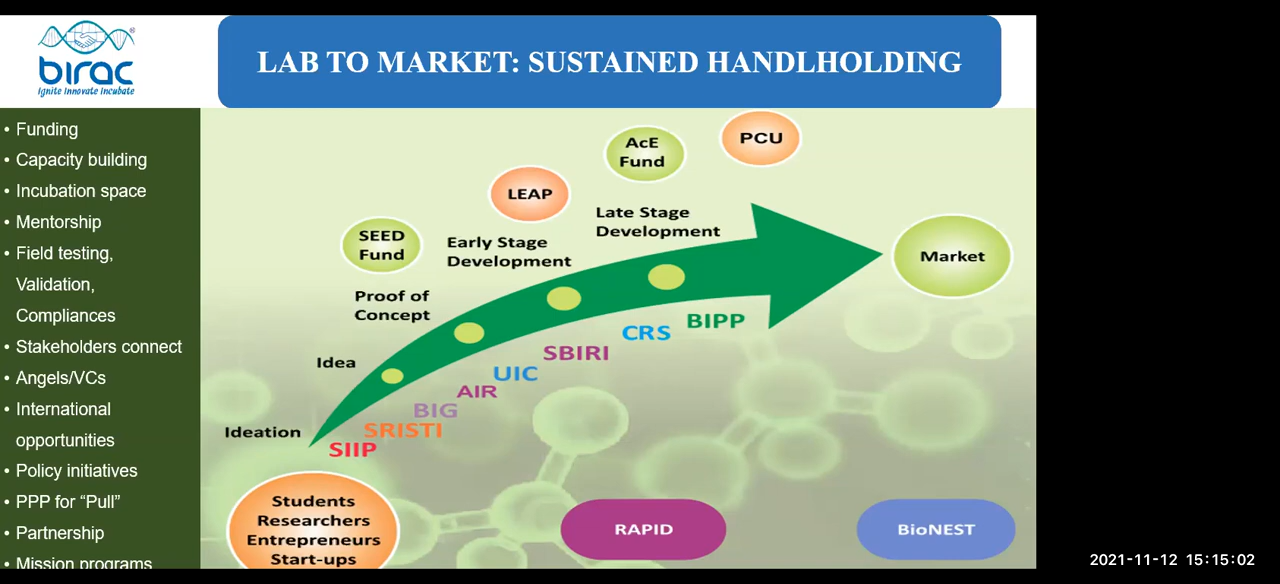 birac
®
Ignite Innovate Incubate
LAB TO MARKET: SUSTAINED HANDLHOLDING
• Funding
• Capacity building
• Incubation space
• Mentorship
• Field testing,
Validation,
Compliances
• Stakeholders connect
• Angels/VCs
• International
opportunities
• Policy initiatives
• PPP for “Pull”
• Partnership
• Mission programs
PCU
AcE
Fund
LEAP
SEED
Fund
Late Stage
Development
Early Stage
Development
Proof of
Concept
Idea
Ideation
Market
BIPP
CRS
SBIRI
UIC
AIR
BIG
SRISTI
SIIP
Students
Researchers
Entrepreneurs
Start-ups
RAPID
BioNEST
2021-11-12 15:15:02